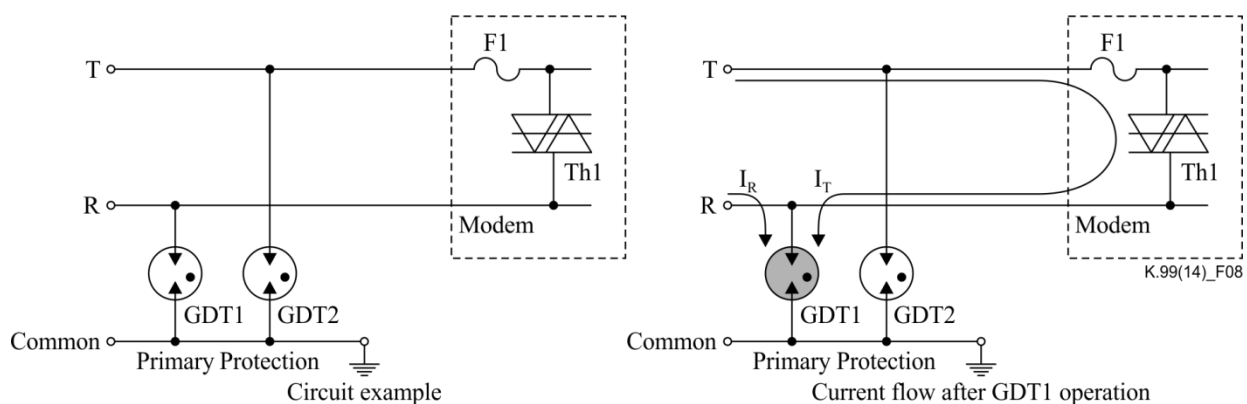 F1
T
Th1
R
Modem
GDT1
GDT2
Common
Primary Protection
Circuit example
F1
T
Th1
I_R
I_T
R
Modem
K.99(14)_F08
GDT1
GDT2
Common
Primary Protection
Current flow after GDT1 operation